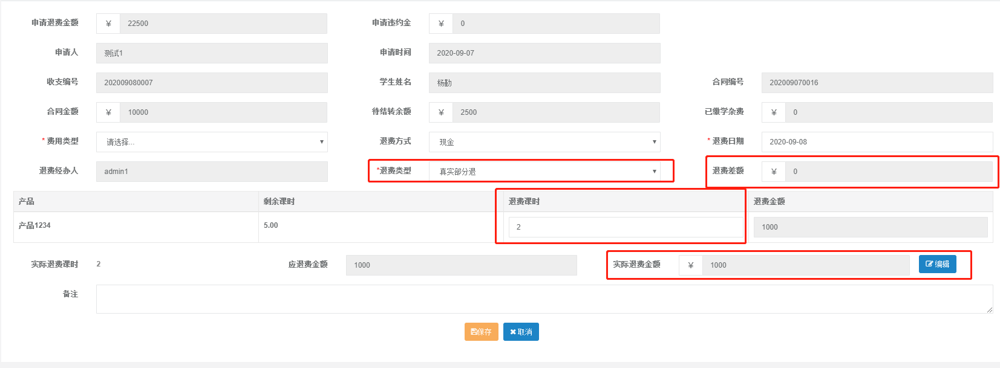 申请退费金额 ¥ 22500 申请违约金 ¥ 0
申请人 测试1 申请时间 2020-09-07
收支编号 202009080007 学生姓名 杨勤 合同编号 202009070016
合同金额 ¥ 10000 待结转余额 ¥ 2500 已缴学杂费 ¥ 0
* 费用类型 请选择... 退费方式 现金 * 退费日期 2020-09-08
退费经办人 admin1 *退费类型 真实部分退 退费差额 ¥ 0
产品 剩余课时 退费课时 退费金额
产品1234 5.00 2 1000
实际退费课时 2 应退费金额 1000 实际退费金额 ¥ 1000 编辑
备注
保存 取消